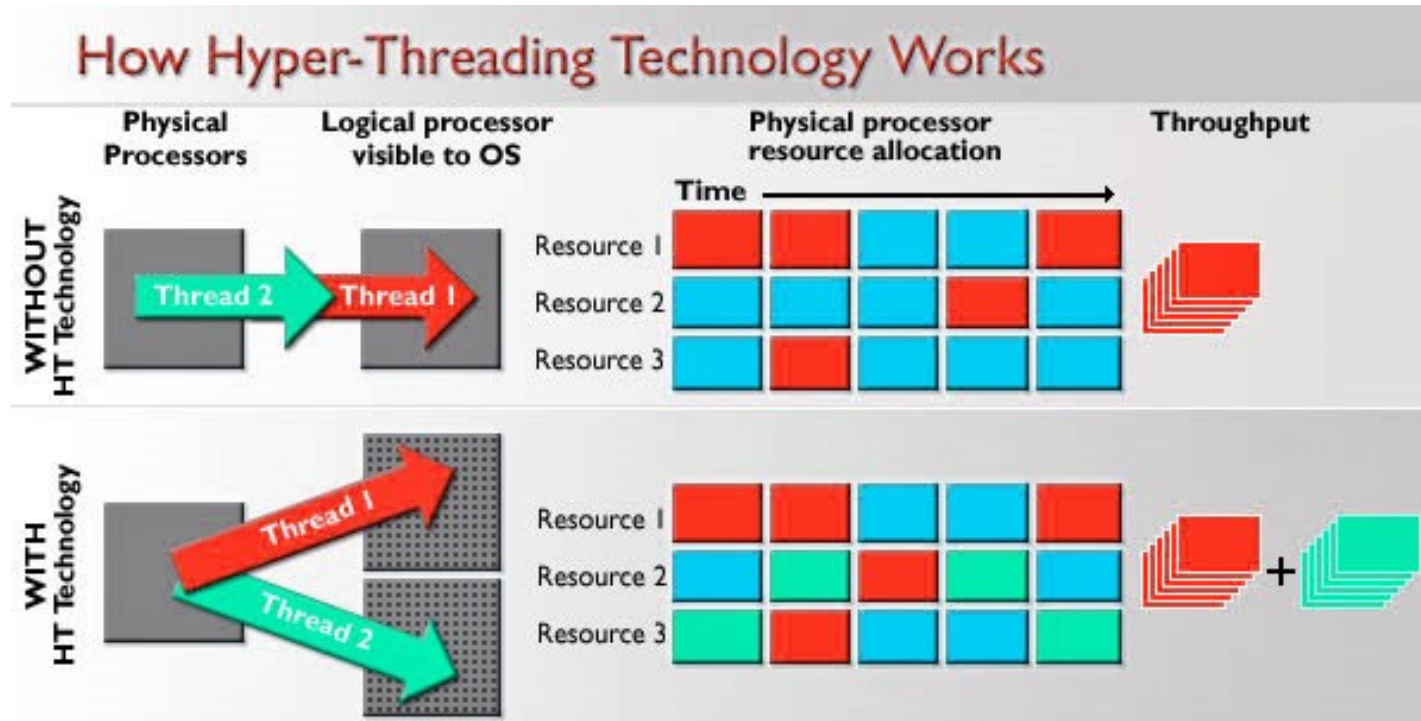 How Hyper-Threading Technology Works
Physical
Processors
Logical processor
visible to OS
Physical processor
resource allocation
Throughput
Time
WITHOUT
HT Technology
Thread 2
Thread 1
Resource 1
Resource 2
Resource 3
WITH
HT Technology
Thread 1
Thread 2
Resource 1
Resource 2
Resource 3
+